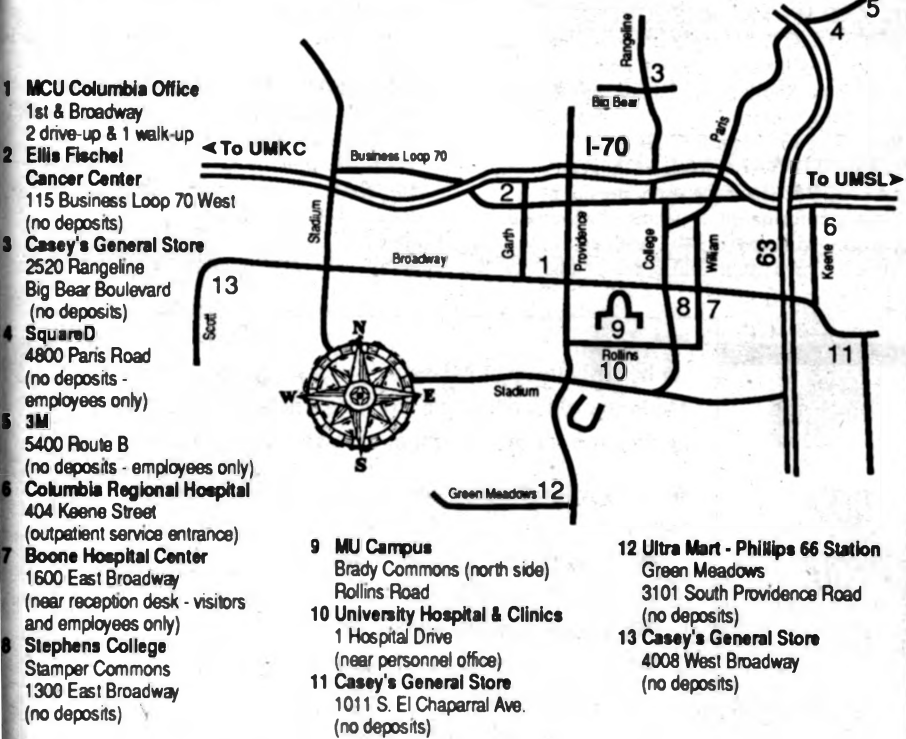 5
4
Rangeline
3
Big Bear
Paris
I-70
◄To UMKC
Business Loop 70
To UMSL►
2
6
Stadium
Garth
Providence
College
William
63
Keene
Broadway
1
13
Scott
8
7
9
Rollins
10
11
N
W
E
S
Stadium
Green Meadows 12
1 MCU Columbia Office
1st & Broadway
2 drive-up & 1 walk-up
2 Ellis Fischel
Cancer Center
115 Business Loop 70 West
(no deposits)
3 Casey's General Store
2520 Rangeline
Big Bear Boulevard
(no deposits)
4 SquareD
4800 Paris Road
(no deposits -
employees only)
5 3M
5400 Route B
(no deposits - employees only)
6 Columbia Regional Hospital
404 Keene Street
(outpatient service entrance)
7 Boone Hospital Center
1600 East Broadway
(near reception desk - visitors
and employees only)
8 Stephens College
Stamper Commons
1300 East Broadway
(no deposits)
9 MU Campus
Brady Commons (north side)
Rollins Road
10 University Hospital & Clinics
1 Hospital Drive
(near personnel office)
11 Casey's General Store
1011 S. El Chaparral Ave.
(no deposits)
12 Ultra Mart - Phillips 66 Station
Green Meadows
3101 South Providence Road
(no deposits)
13 Casey's General Store
4008 West Broadway
(no deposits)